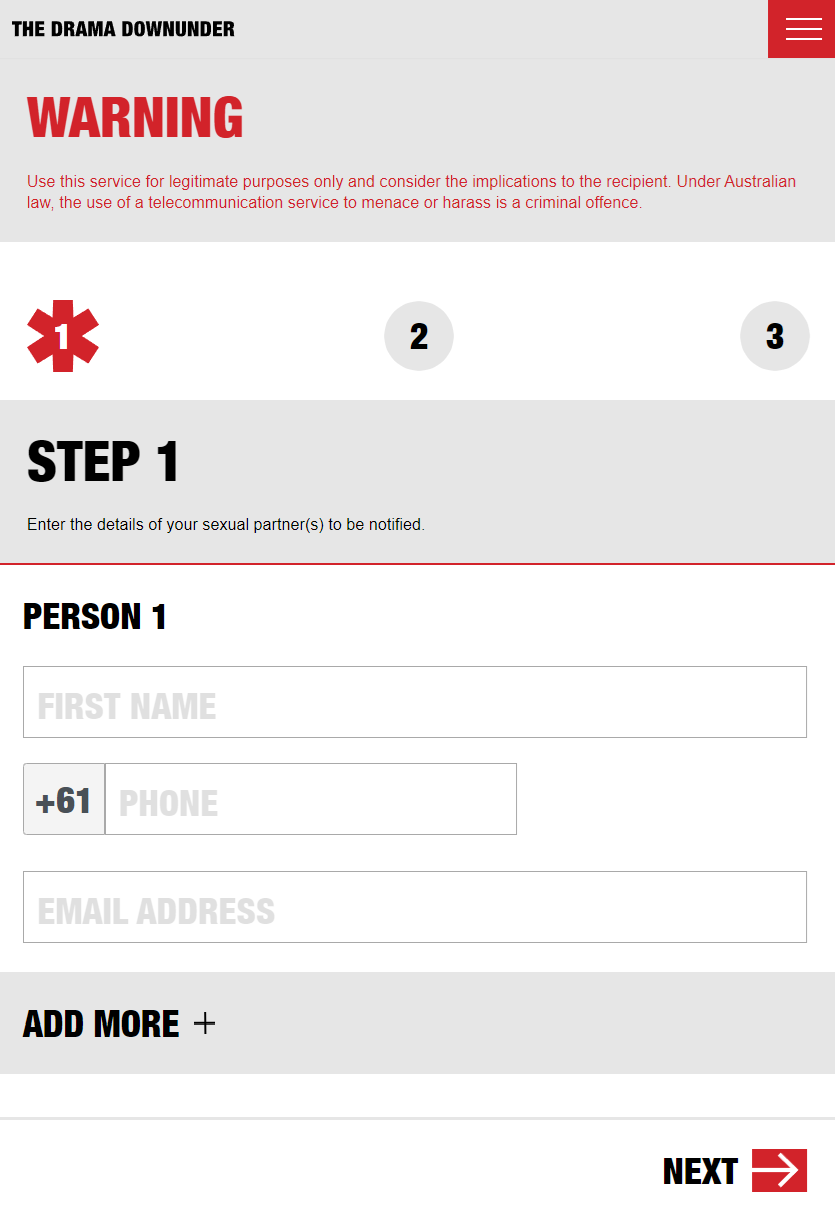 THE DRAMA DOWNUNDER
WARNING
Use this service for legitimate purposes only and consider the implications to the recipient. Under Australian
law, the use of a telecommunication service to menace or harass is a criminal offence.
1
2
3
STEP 1
Enter the details of your sexual partner(s) to be notified.
PERSON 1
FIRST NAME
+61 PHONE
EMAIL ADDRESS
ADD MORE +
NEXT